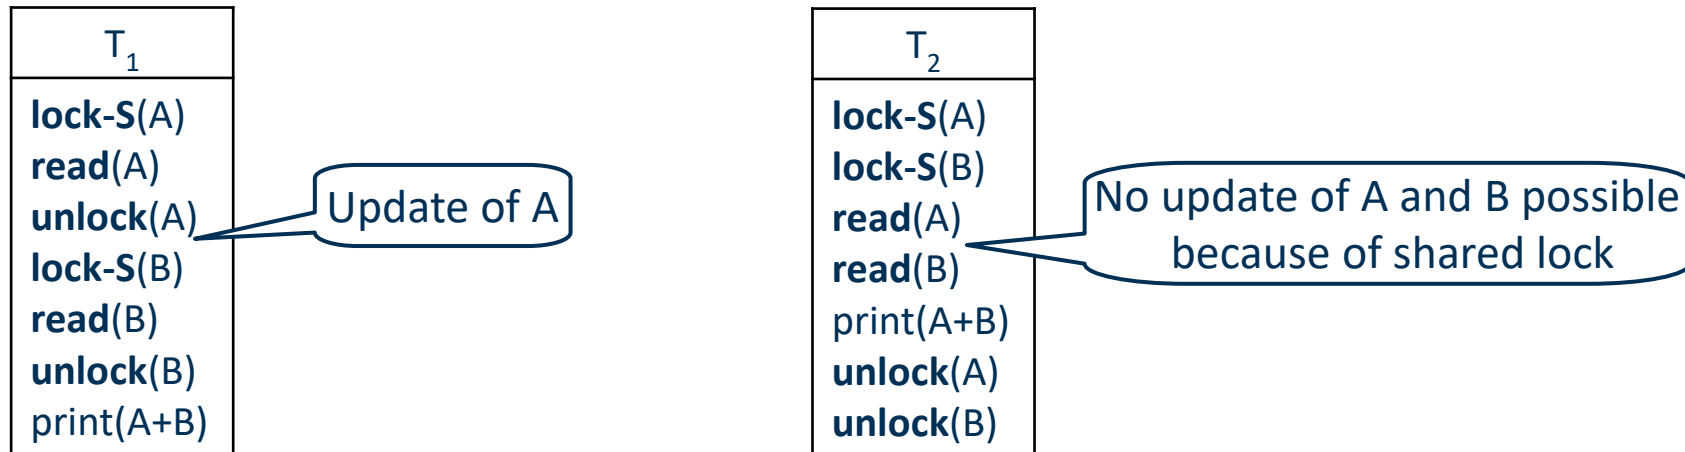 T₁
lock-S(A)
read(A)
unlock(A)
lock-S(B)
read(B)
unlock(B)
print(A+B)
Update of A
T₂
lock-S(A)
lock-S(B)
read(A)
read(B)
print(A+B)
unlock(A)
unlock(B)
No update of A and B possible
because of shared lock